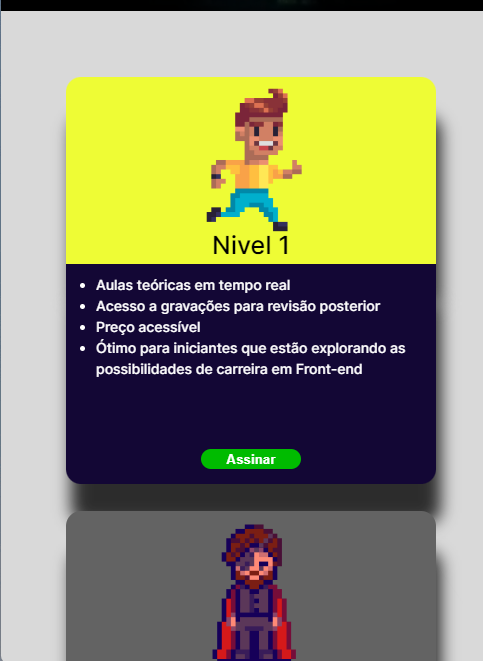 Nivel 1
Aulas teóricas em tempo real
Acesso a gravações para revisão posterior
Preço acessível
Ótimo para iniciantes que estão explorando as
possibilidades de carreira em Front-end
Assinar